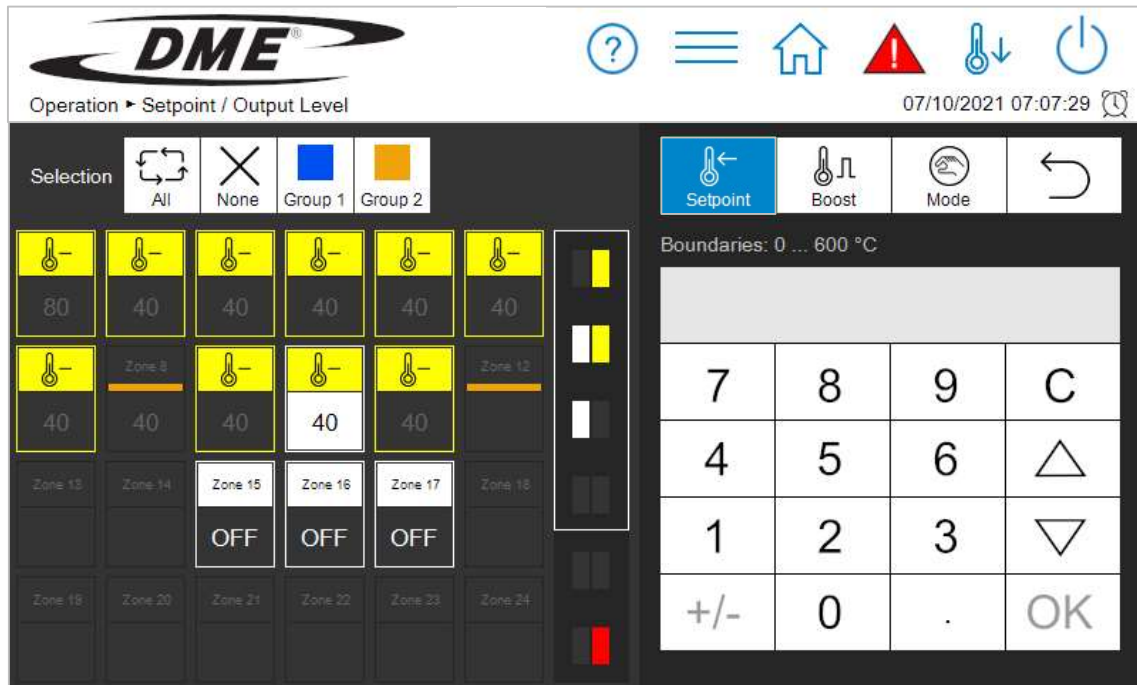 DME®
?
Operation ► Setpoint / Output Level
07/10/2021 07:07:29
Selection
All
None
Group 1
Group 2
80 40 40 40 40 40
Zone 8
Zone 12
40 40 40 40 40
Zone 13 Zone 14 Zone 15 Zone 16 Zone 17 Zone 18
OFF OFF OFF
Zone 19 Zone 20 Zone 21 Zone 22 Zone 23 Zone 24
Setpoint
Boost
Mode
Boundaries: 0 ... 600 °C
7 8 9 C
4 5 6
1 2 3
+/- 0 . OK